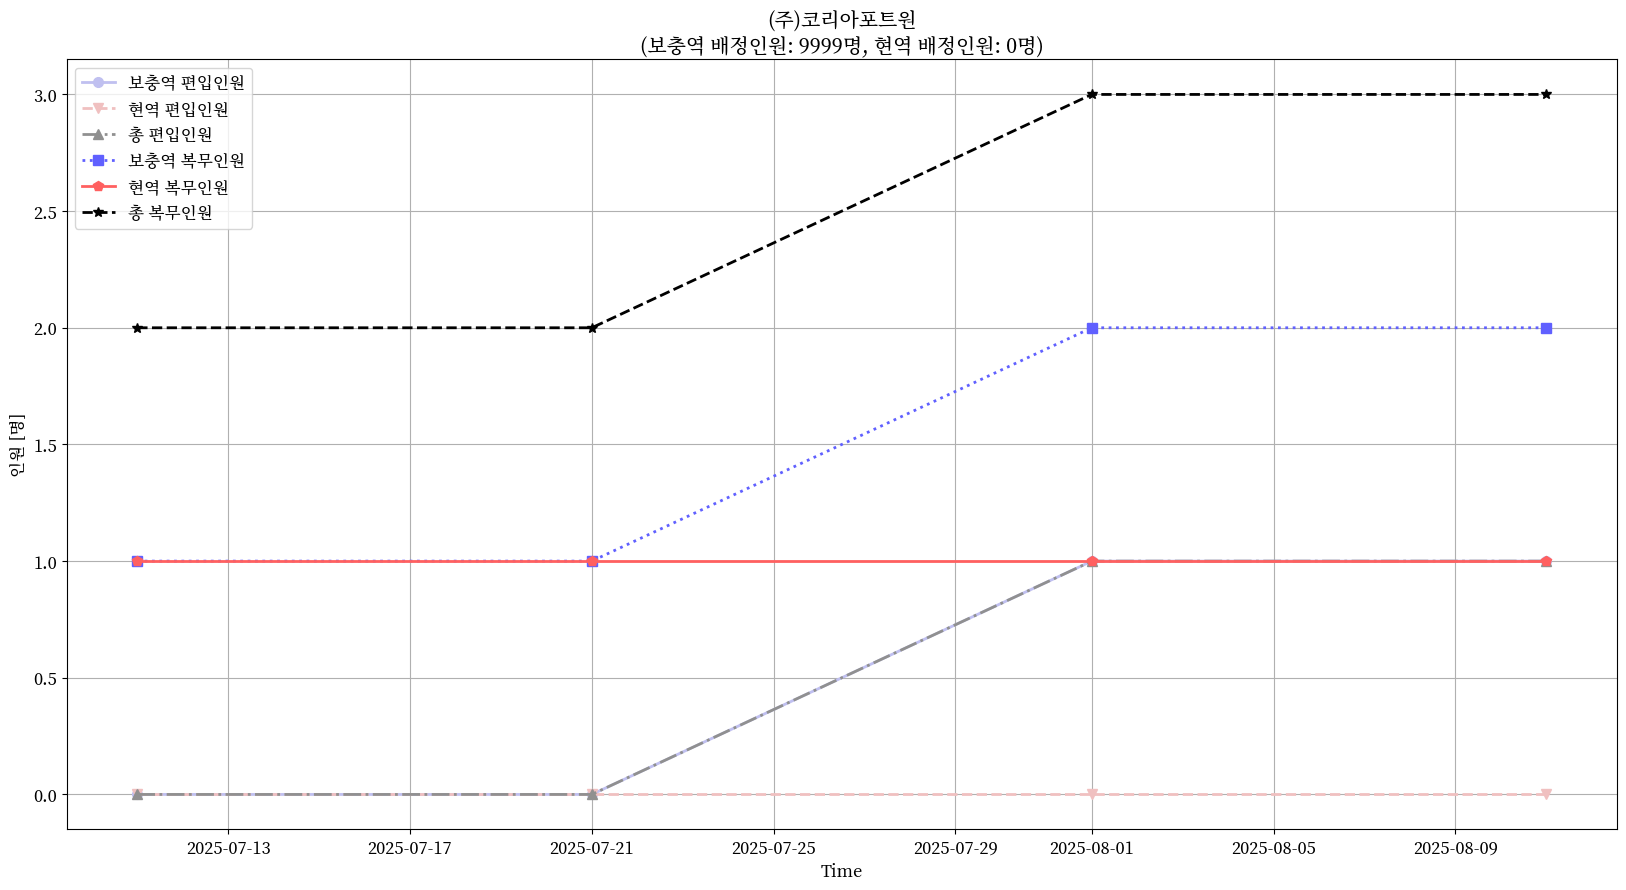 (주)코리아포트원
(보충역 배정인원: 9999명, 현역 배정인원: 0명)
보충역 편입인원
현역 편입인원
총 편입인원
보충역 복무인원
현역 복무인원
총 복무인원
3.0
2.5
2.0
1.5
1.0
0.5
0.0
인원 [명]
2025-07-13 2025-07-17 2025-07-21 2025-07-25 2025-07-29 2025-08-01 2025-08-05 2025-08-09
Time